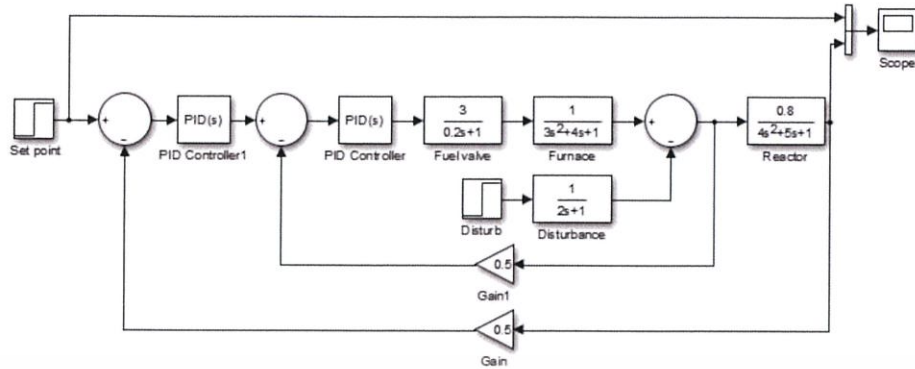 Scope
+
−
PID(s)
+
−
PID(s)
3
0.2s+1
1
3s²+4s+1
+
−
0.8
4s²+5s+1
Set point
PID Controller1
PID Controller
Fuel valve
Furnace
Reactor
1
2s+1
Disturb
Disturbance
0.5
Gain1
0.5
Gain